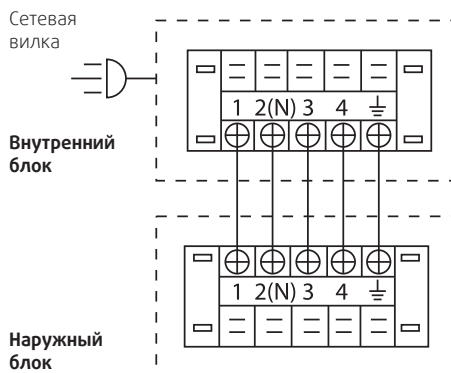 Сетевая
вилка
1 2(N) 3 4
Внутренний
блок
1 2(N) 3 4
Наружный
блок